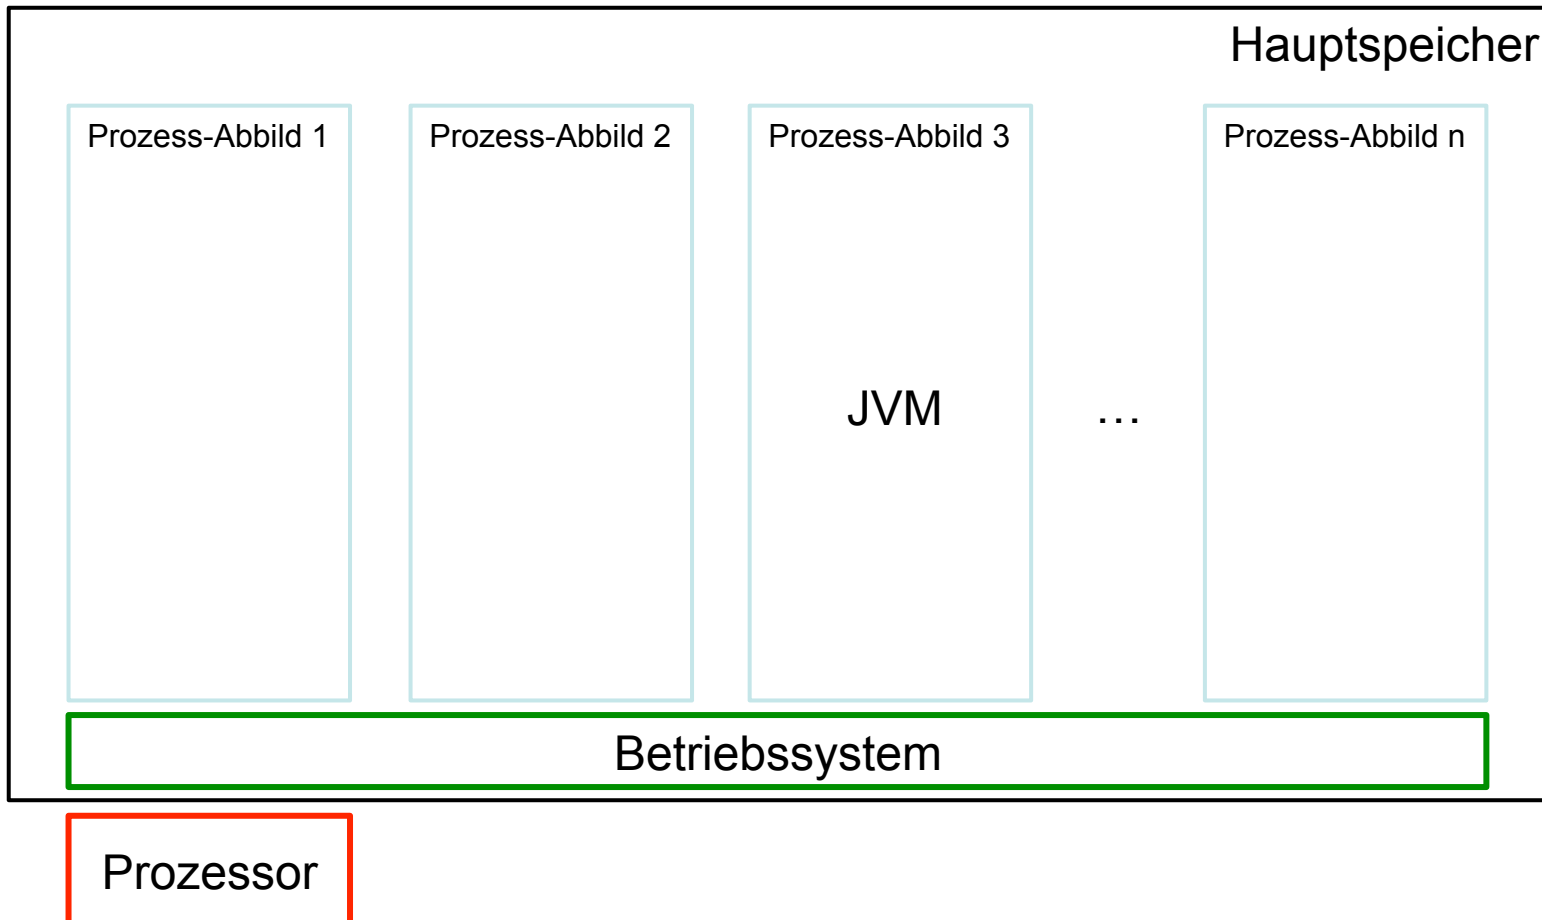 Hauptspeicher
Prozess-Abbild 1
Prozess-Abbild 2
Prozess-Abbild 3
Prozess-Abbild n
JVM
…
Betriebssystem
Prozessor